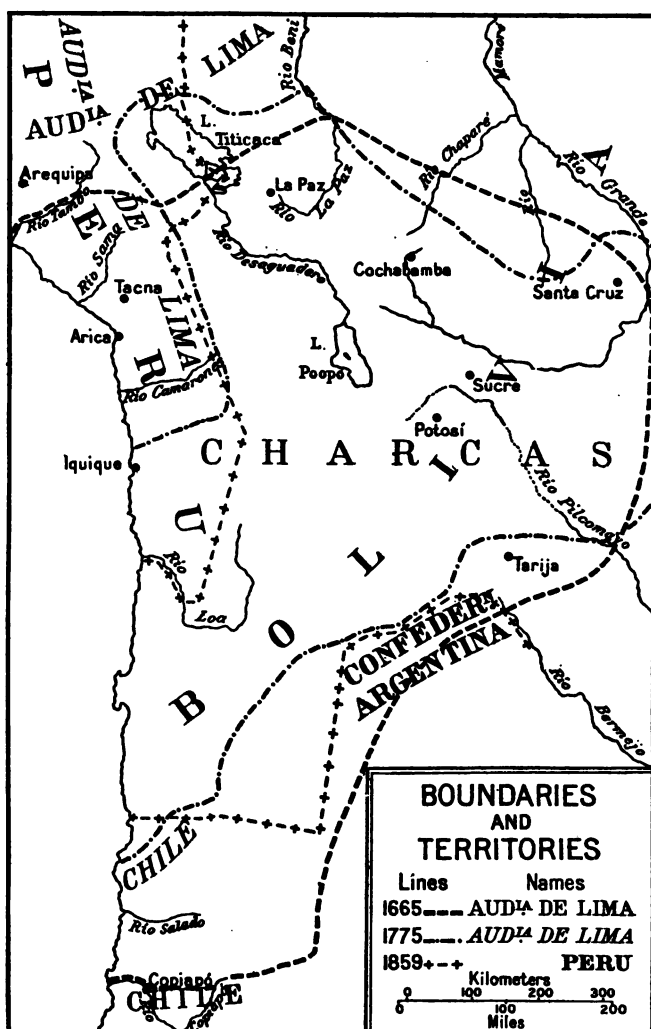 P
E
R
U
AUDIA.
DE
LIMA
AUDIA.
DE
LIMA
Rio Beni
Mamoré
L.
Titicaca
La Paz
Rio La Paz
Rio Chaparé
Rio Grande
Arequipa
Rio Tambo
Rio Sama
Tacna
Arica
Rio Camarones
Iquique
Rio Desaguadero
Cochabamba
Santa Cruz
L.
Poopó
Sucre
Potosí
CHARCAS
Rio Pilcomayo
BOLIVIA
Tarija
Rio
Loa
CONFEDERN.
ARGENTINA
Rio Bermejo
CHILE
Rio Salado
Copiapó
CHILE
BOUNDARIES
AND
TERRITORIES
Lines Names
1665 AUDIA. DE LIMA
1775 AUDIA. DE LIMA
1859 PERU
Kilometers
0 100 200 300
0 100 200
Miles